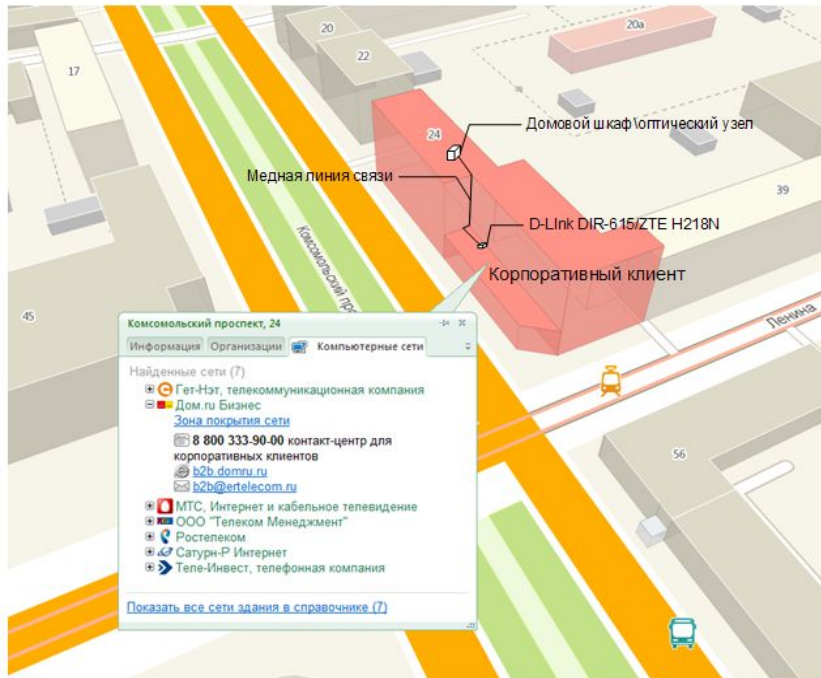 20
20а
22
17
24
Домовой шкаф\оптический узел
Медная линия связи
39
D-LInk DIR-615/ZTE H218N
Комсомольский про
Корпоративный клиент
45
Ленина
Комсомольский проспект, 24
Информация Организации Компьютерные сети
Найденные сети (7)
Гет-Нэт, телекоммуникационная компания
Дом.ru Бизнес
Зона покрытия сети
8 800 333-90-00 контакт-центр для
корпоративных клиентов
b2b.domru.ru
b2b@ertelecom.ru
МТС, Интернет и кабельное телевидение
ООО "Телеком Менеджмент"
Ростелеком
Сатурн-Р Интернет
Теле-Инвест, телефонная компания
Показать все сети здания в справочнике (7)
56